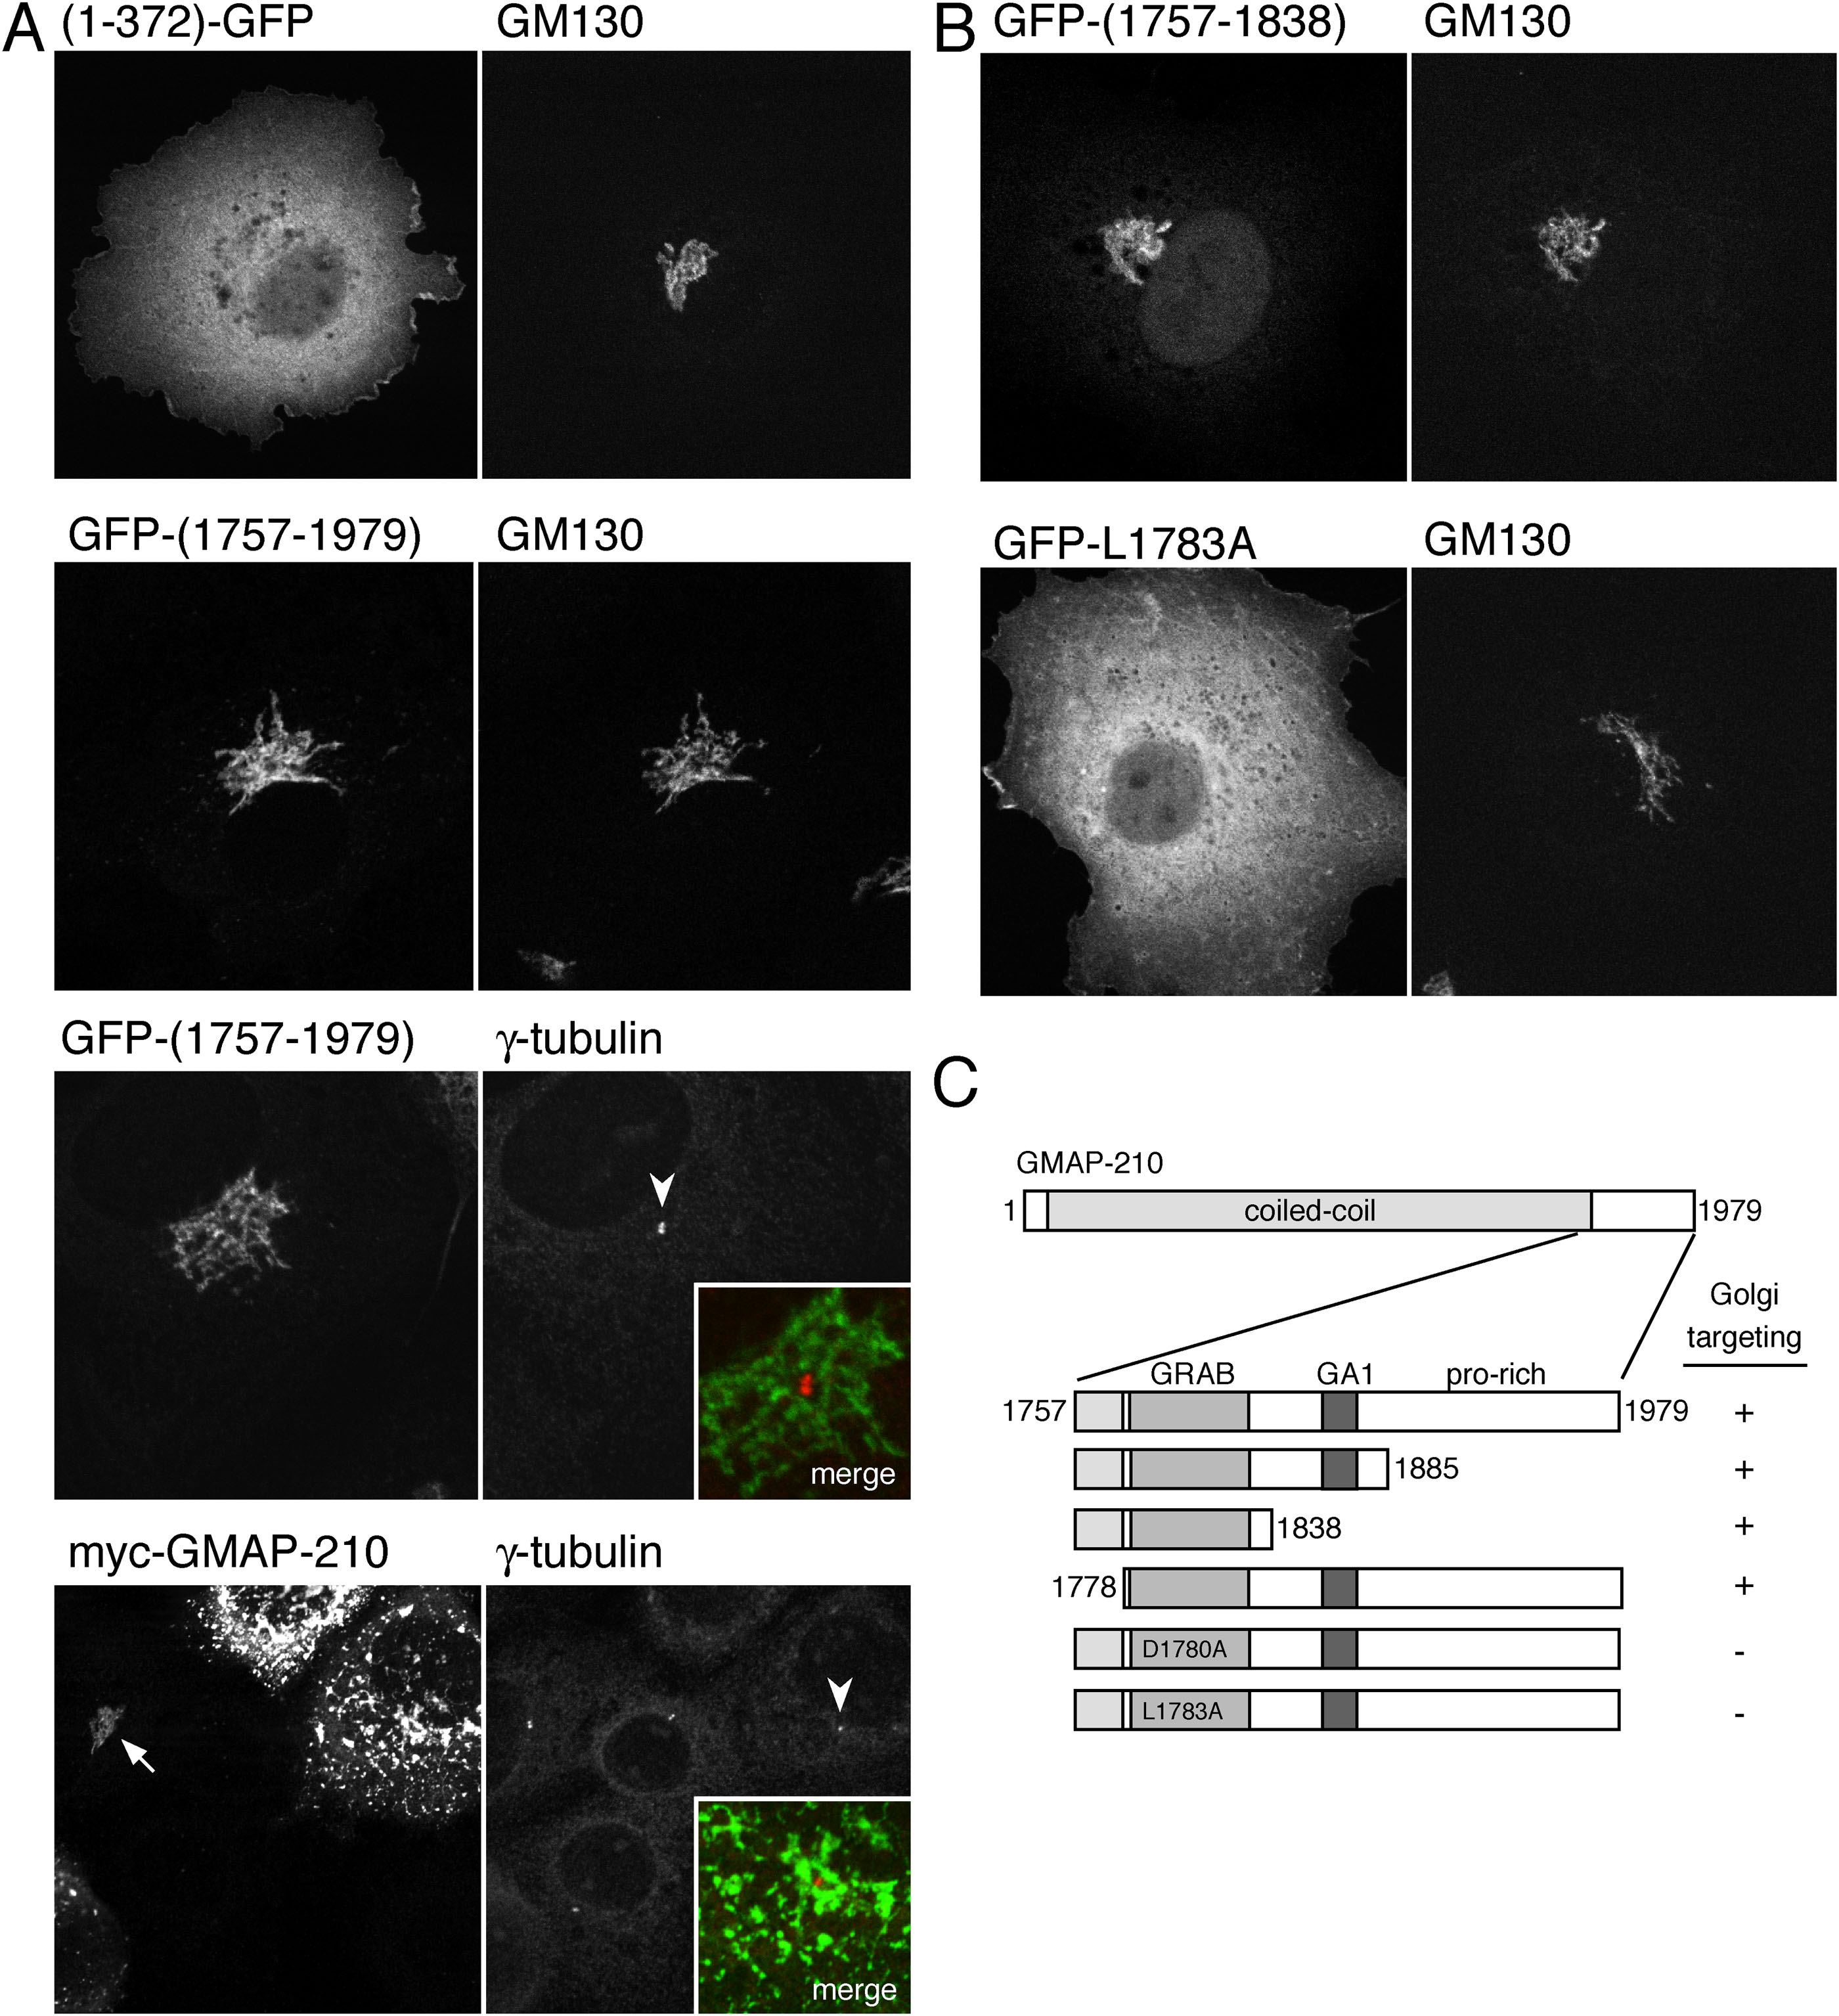 A
(1-372)-GFP
GM130
GFP-(1757-1979)
GM130
GFP-(1757-1979)
γ-tubulin
merge
myc-GMAP-210
γ-tubulin
merge
B
GFP-(1757-1838)
GM130
GFP-L1783A
GM130
C
GMAP-210
1
coiled-coil
1979
Golgi
targeting
GRAB
GA1
pro-rich
1757
1979
+
1885
+
1838
+
1778
+
D1780A
-
L1783A
-